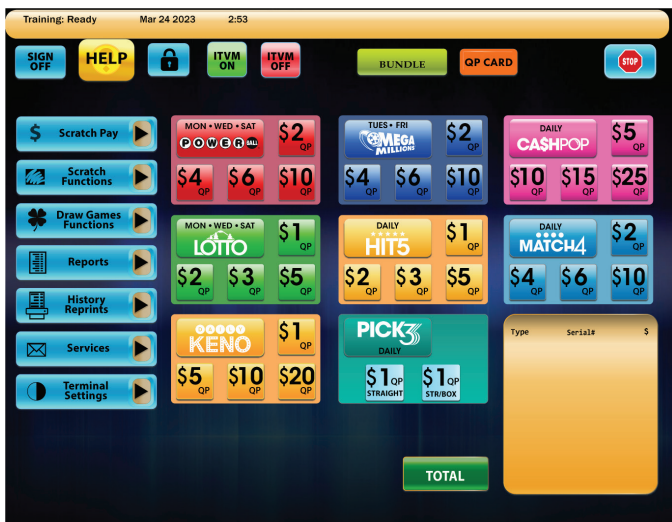 Training: Ready Mar 24 2023 2:53
SIGN
OFF
HELP
ITVM
ON
ITVM
OFF
BUNDLE
QP CARD
STOP
$ Scratch Pay
Scratch
Functions
Draw Games
Functions
Reports
History
Reprints
Services
Terminal
Settings
MON • WED • SAT
POWERBALL
$2 QP
$4 QP $6 QP $10 QP
TUES • FRI
MEGA
MILLIONS
$2 QP
$4 QP $6 QP $10 QP
DAILY
CA$HPOP
$5 QP
$10 QP $15 QP $25 QP
MON • WED • SAT
LOTTO
$1 QP
$2 QP $3 QP $5 QP
DAILY
HIT5
$1 QP
$2 QP $3 QP $5 QP
DAILY
MATCH4
$2 QP
$4 QP $6 QP $10 QP
DAILY
KENO
$1 QP
$5 QP $10 QP $20 QP
PICK3
DAILY
$1 QP
STRAIGHT
$1 QP
STR/BOX
Type Serial# $
TOTAL